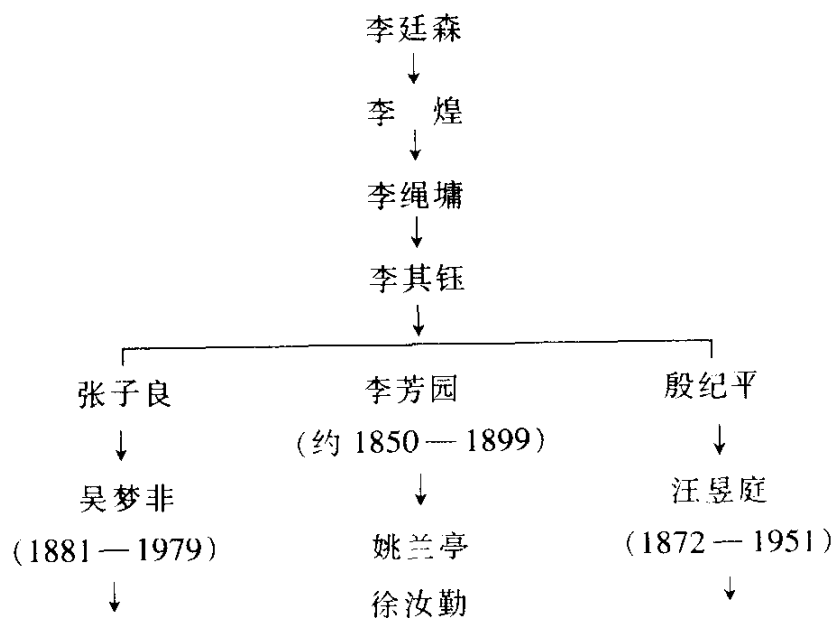 李廷森
李 煌
李绳墉
李其钰
张子良 李芳园 殷纪平
(约 1850—1899)
吴梦非 汪昱庭
(1881—1979) 姚兰亭 (1872—1951)
徐汝勤